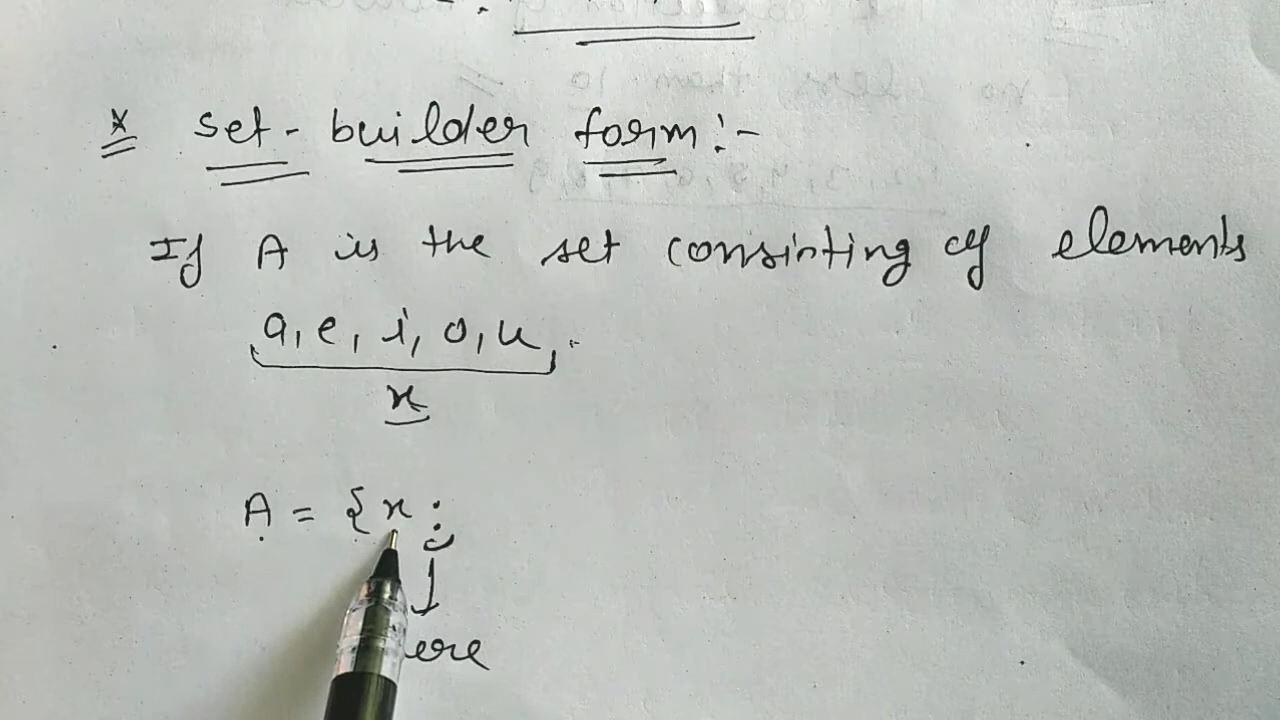 * set-builder form:-
If A is the set consisting of elements
a, e, i, o, u,
x
A = {x :
ere